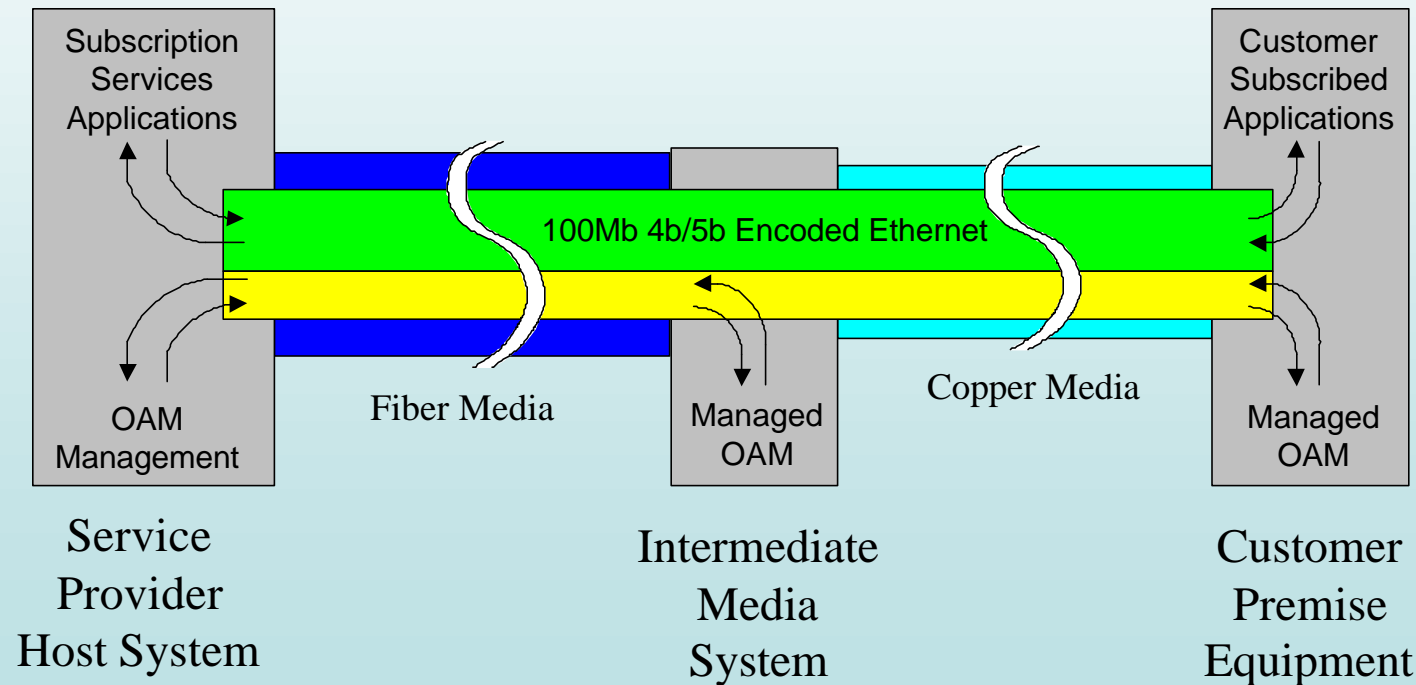 Subscription
Services
Applications
Customer
Subscribed
Applications
100Mb 4b/5b Encoded Ethernet
OAM
Management
Fiber Media
Managed
OAM
Copper Media
Managed
OAM
Service
Provider
Host System
Intermediate
Media
System
Customer
Premise
Equipment